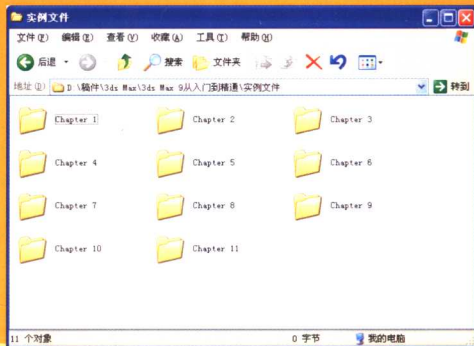 实例文件
文件(F) 编辑(E) 查看(V) 收藏(A) 工具(T) 帮助(H)
后退 搜索 文件夹
地址(D) D:\稿件\3ds Max\3ds Max 9从入门到精通\实例文件 转到
Chapter 1 Chapter 2 Chapter 3
Chapter 4 Chapter 5 Chapter 6
Chapter 7 Chapter 8 Chapter 9
Chapter 10 Chapter 11
11 个对象 0 字节 我的电脑